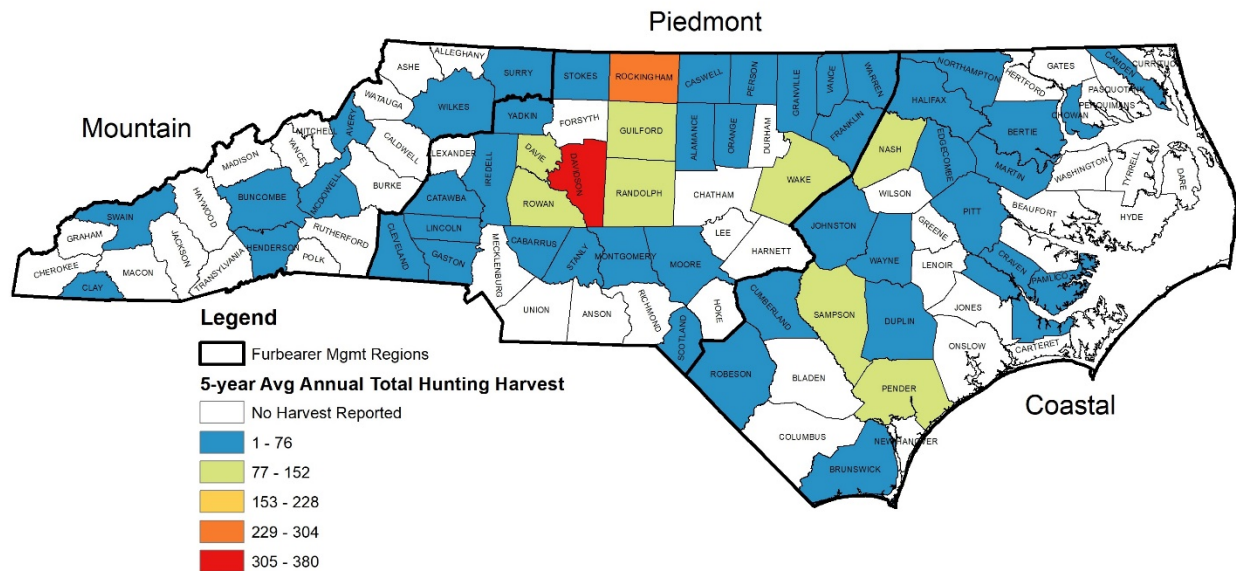 Piedmont
Mountain
Coastal
ALLEGHANY
ASHE
SURRY
STOKES
ROCKINGHAM
CASWELL
PERSON
GRANVILLE
VANCE
WARREN
NORTHAMPTON
HERTFORD
GATES
CAMDEN
CURRITUCK
PASQUOTANK
PERQUIMANS
CHOWAN
WATAUGA
WILKES
YADKIN
FORSYTH
GUILFORD
ALAMANCE
ORANGE
DURHAM
FRANKLIN
HALIFAX
BERTIE
MITCHELL
AVERY
CALDWELL
ALEXANDER
IREDELL
DAVIE
DAVIDSON
RANDOLPH
CHATHAM
WAKE
NASH
EDGECOMBE
MARTIN
WASHINGTON
TYRRELL
DARE
MADISON
YANCEY
MCDOWELL
BURKE
CATAWBA
ROWAN
WILSON
PITT
BEAUFORT
HYDE
SWAIN
HAYWOOD
BUNCOMBE
RUTHERFORD
LINCOLN
CABARRUS
STANLY
MONTGOMERY
MOORE
LEE
HARNETT
JOHNSTON
GREENE
WAYNE
LENOIR
CRAVEN
PAMLICO
GRAHAM
JACKSON
HENDERSON
POLK
CLEVELAND
GASTON
MECKLENBURG
CHEROKEE
CLAY
MACON
TRANSYLVANIA
UNION
ANSON
RICHMOND
SCOTLAND
HOKE
CUMBERLAND
SAMPSON
DUPLIN
JONES
ONSLOW
CARTERET
ROBESON
BLADEN
PENDER
COLUMBUS
NEW HANOVER
BRUNSWICK
Legend
Furbearer Mgmt Regions
5-year Avg Annual Total Hunting Harvest
No Harvest Reported
1 - 76
77 - 152
153 - 228
229 - 304
305 - 380